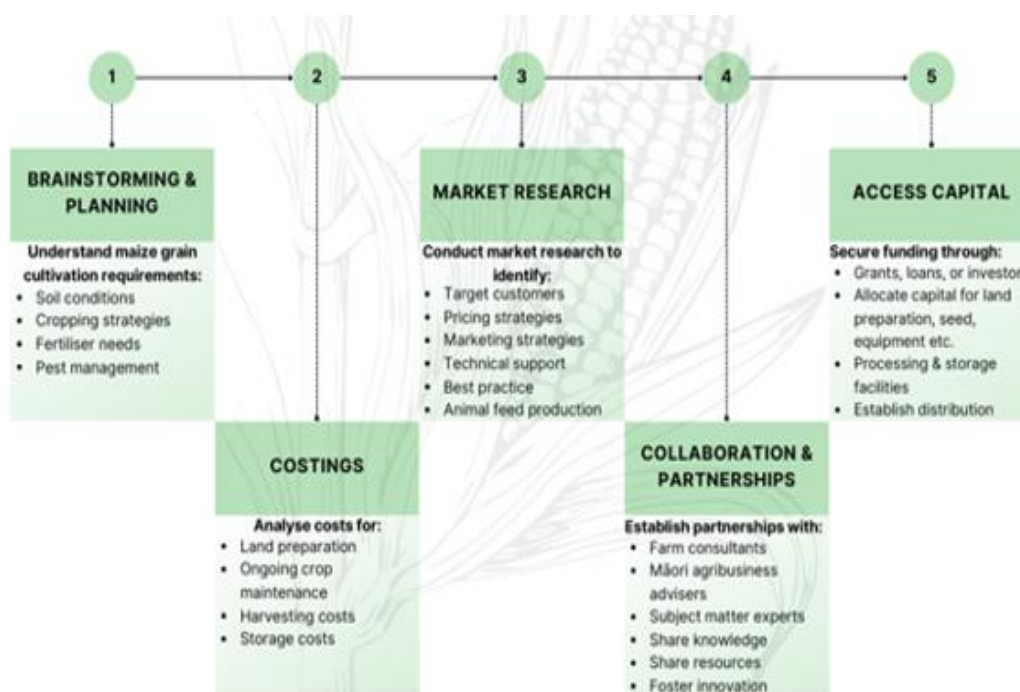 1
2
3
4
5
BRAINSTORMING &
PLANNING
Understand maize grain
cultivation requirements:
• Soil conditions
• Cropping strategies
• Fertiliser needs
• Pest management
COSTINGS
Analyse costs for:
• Land preparation
• Ongoing crop
maintenance
• Harvesting costs
• Storage costs
MARKET RESEARCH
Conduct market research to
identify:
• Target customers
• Pricing strategies
• Marketing strategies
• Technical support
• Best practice
• Animal feed production
COLLABORATION &
PARTNERSHIPS
Establish partnerships with:
• Farm consultants
• Māori agribusiness
advisers
• Subject matter experts
• Share knowledge
• Share resources
• Foster innovation
ACCESS CAPITAL
Secure funding through:
• Grants, loans, or investor
• Allocate capital for land
preparation, seed,
equipment etc.
• Processing & storage
facilities
• Establish distribution